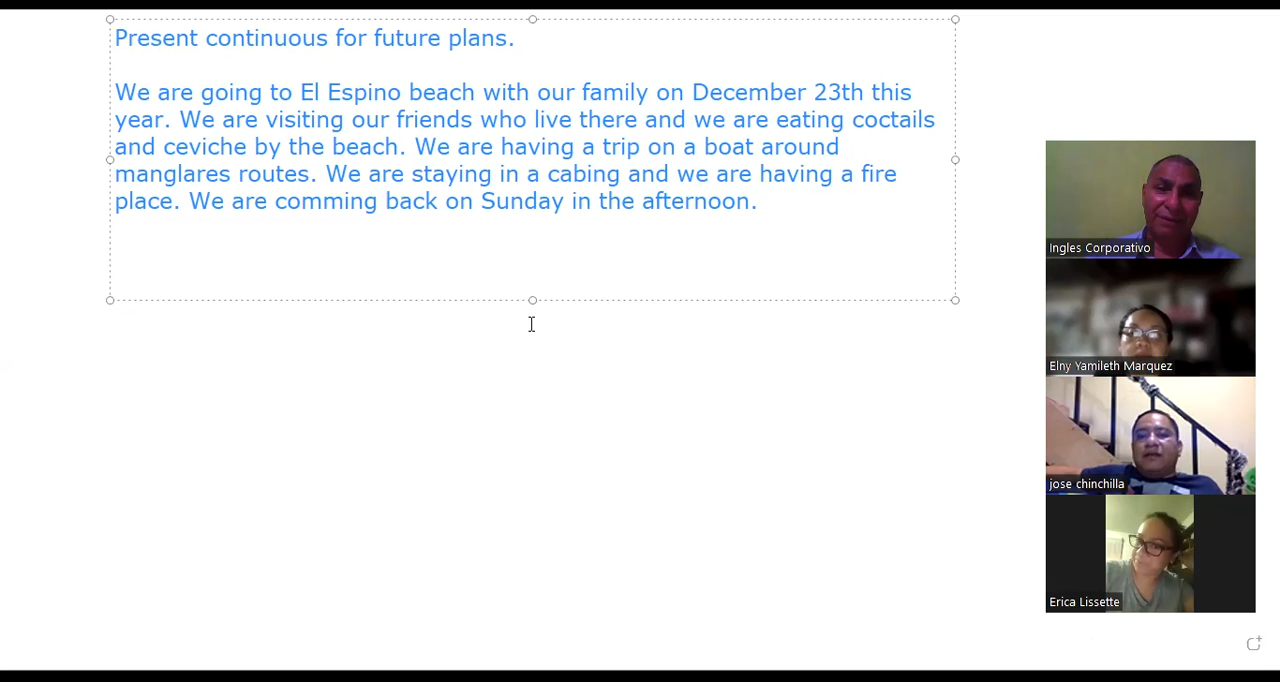 Present continuous for future plans.
We are going to El Espino beach with our family on December 23th this
year. We are visiting our friends who live there and we are eating coctails
and ceviche by the beach. We are having a trip on a boat around
manglares routes. We are staying in a cabing and we are having a fire
place. We are comming back on Sunday in the afternoon.
Ingles Corporativo
Elny Yamileth Marquez
jose chinchilla
Erica Lissette